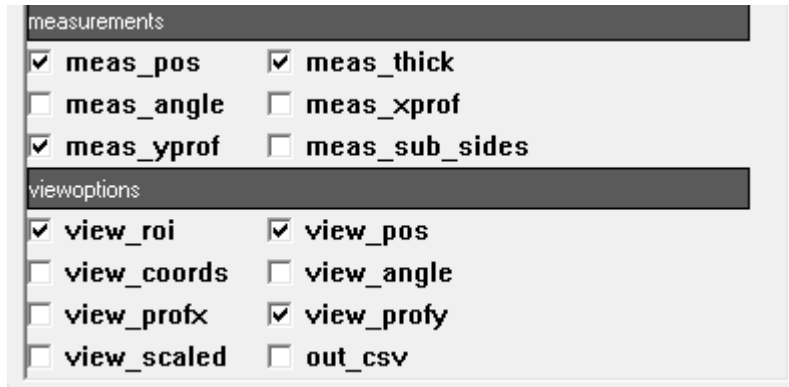 measurements
meas_pos meas_thick
meas_angle meas_xprof
meas_yprof meas_sub_sides
viewoptions
view_roi view_pos
view_coords view_angle
view_profx view_profy
view_scaled out_csv